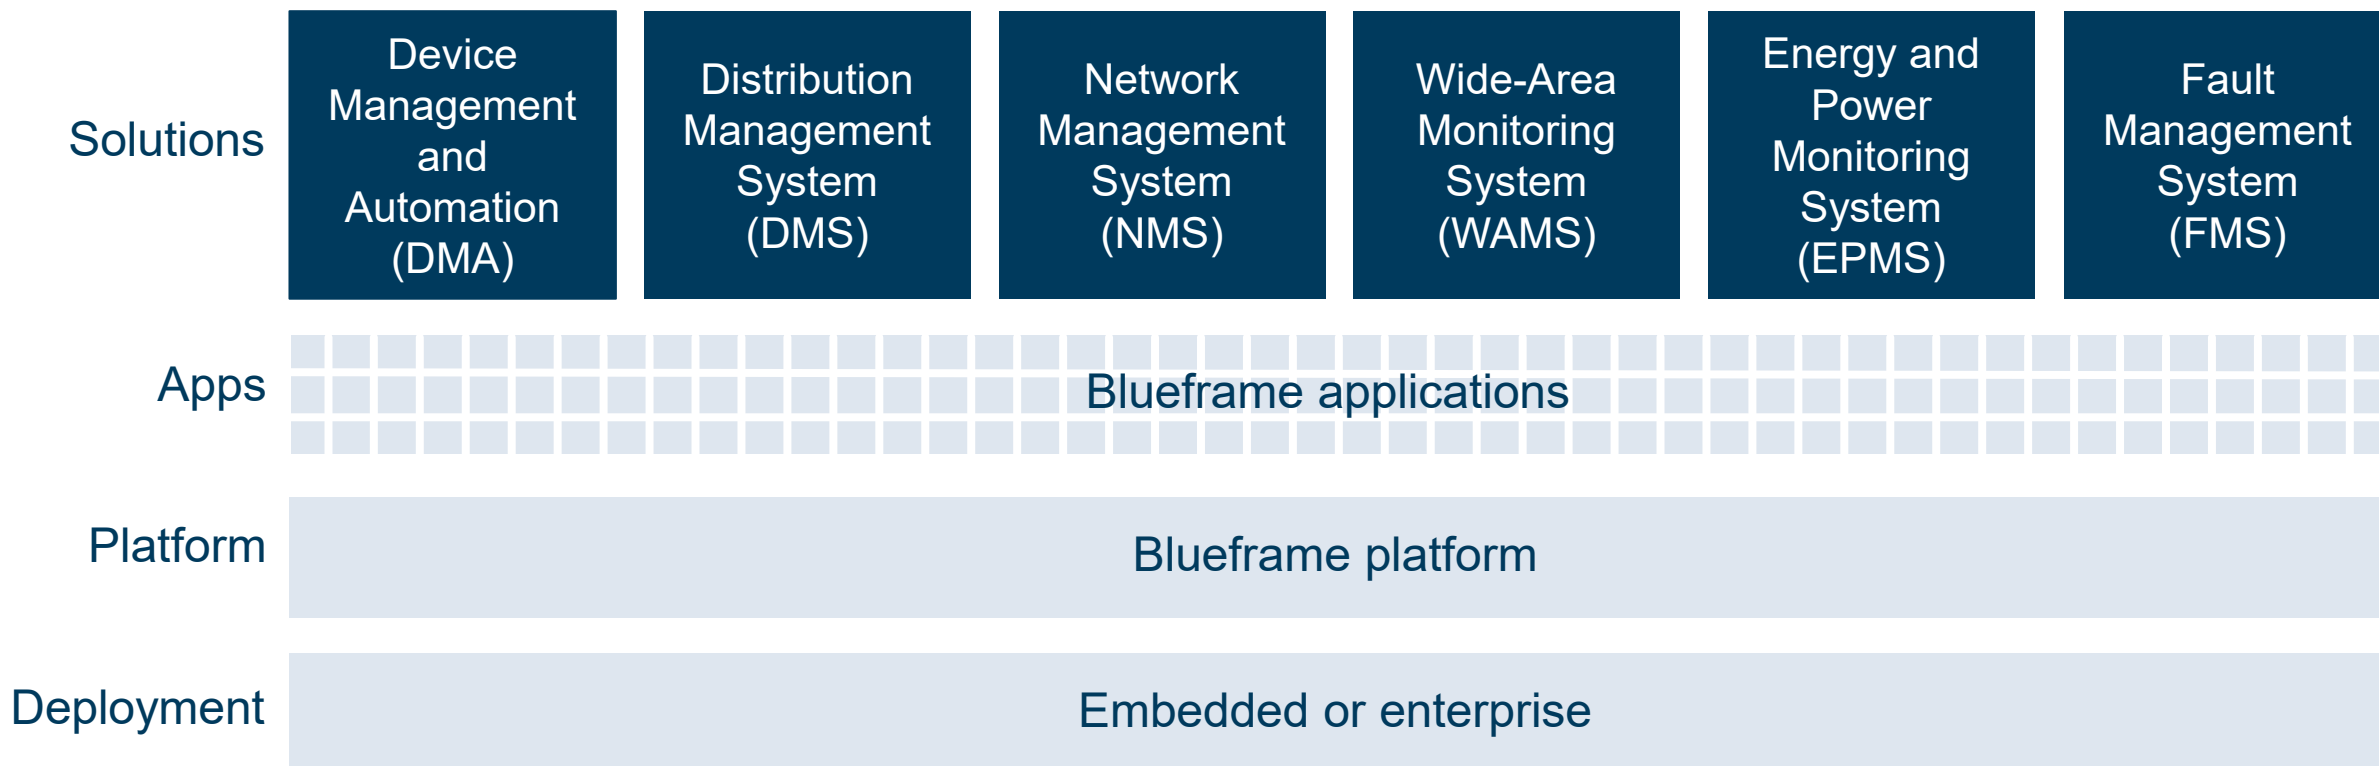 Solutions
Device
Management
and
Automation
(DMA)
Distribution
Management
System
(DMS)
Network
Management
System
(NMS)
Wide-Area
Monitoring
System
(WAMS)
Energy and
Power
Monitoring
System
(EPMS)
Fault
Management
System
(FMS)
Apps
Blueframe applications
Platform
Blueframe platform
Deployment
Embedded or enterprise